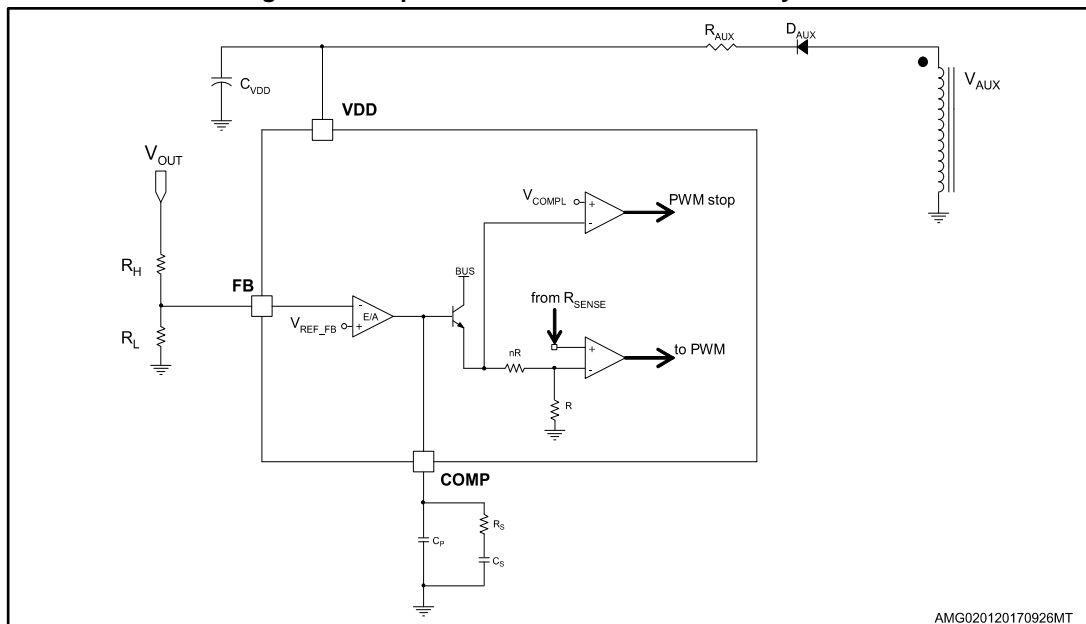 R_AUX
D_AUX
V_AUX
C_VDD
VDD
V_OUT
V_COMPL
+
-
PWM stop
R_H
FB
BUS
from R_SENSE
-
E/A
+
V_REF_FB
R_L
nR
+
-
to PWM
R
COMP
R_S
C_P
C_S
AMG020120170926MT